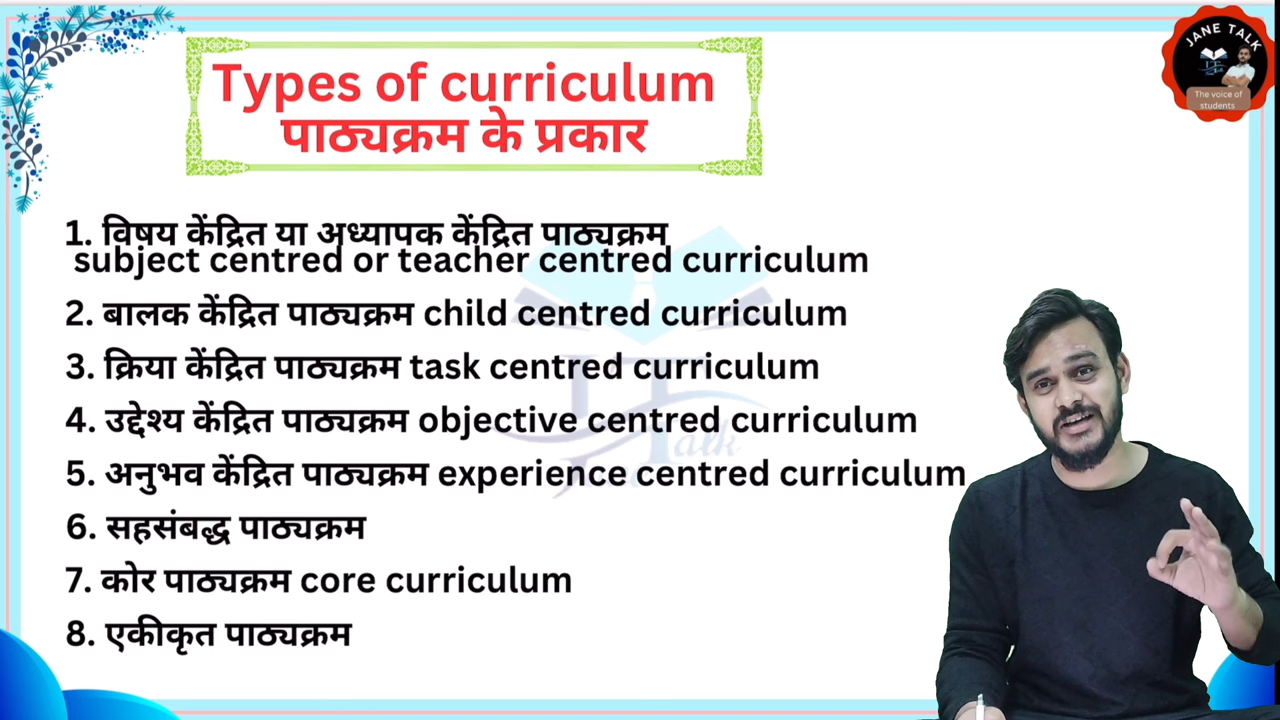 Types of curriculum
पाठ्यक्रम के प्रकार
JANE TALK
The voice of
students
1. विषय केंद्रित या अध्यापक केंद्रित पाठ्यक्रम
subject centred or teacher centred curriculum
2. बालक केंद्रित पाठ्यक्रम child centred curriculum
3. क्रिया केंद्रित पाठ्यक्रम task centred curriculum
4. उद्देश्य केंद्रित पाठ्यक्रम objective centred curriculum
5. अनुभव केंद्रित पाठ्यक्रम experience centred curriculum
6. सहसंबद्ध पाठ्यक्रम
7. कोर पाठ्यक्रम core curriculum
8. एकीकृत पाठ्यक्रम